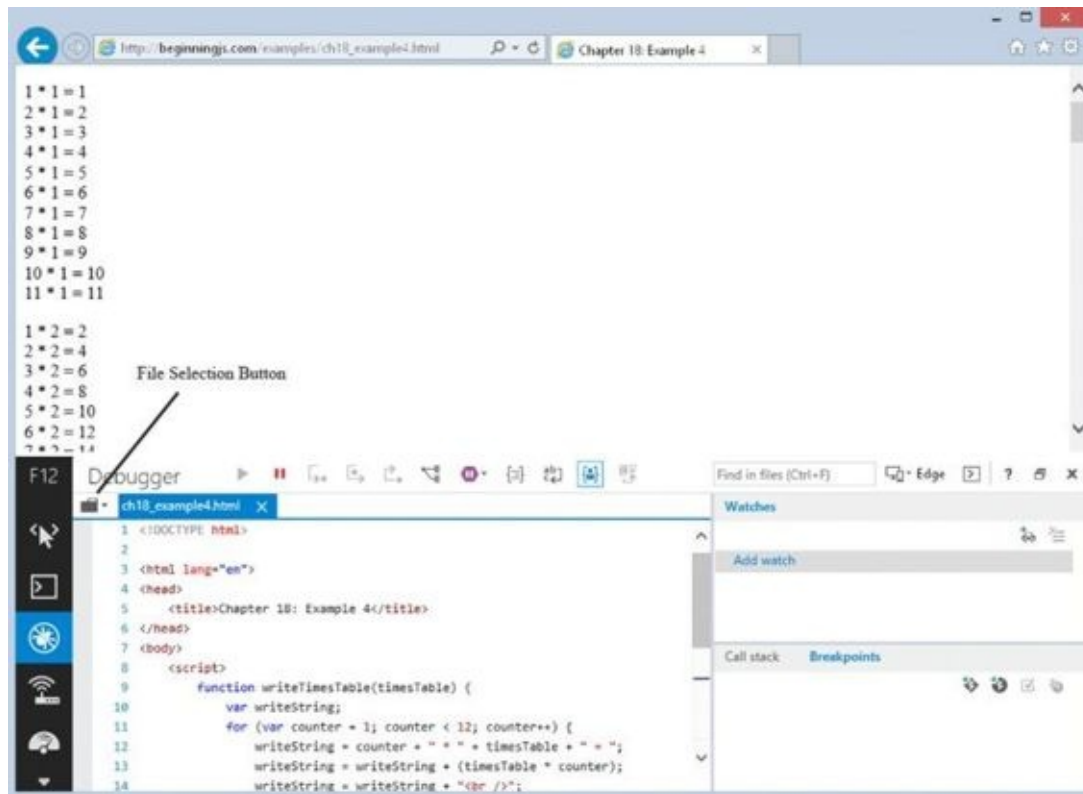 http://beginningjs.com/examples/ch18_example4.html
Chapter 18: Example 4
1 * 1 = 1
2 * 1 = 2
3 * 1 = 3
4 * 1 = 4
5 * 1 = 5
6 * 1 = 6
7 * 1 = 7
8 * 1 = 8
9 * 1 = 9
10 * 1 = 10
11 * 1 = 11
1 * 2 = 2
2 * 2 = 4
3 * 2 = 6
4 * 2 = 8
5 * 2 = 10
6 * 2 = 12
7 * 2 = 14
File Selection Button
F12 Debugger Find in files (Ctrl+F) Edge ?
ch18_example4.html X
1 <!DOCTYPE html>
2
3 <html lang="en">
4 <head>
5 <title>Chapter 18: Example 4</title>
6 </head>
7 <body>
8 <script>
9 function writeTimesTable(timesTable) {
10 var writeString;
11 for (var counter = 1; counter < 12; counter++) {
12 writeString = counter + " * " + timesTable + " = ";
13 writeString = writeString + (timesTable * counter);
14 writeString = writeString + "<br />";
Watches
Add watch
Call stack Breakpoints